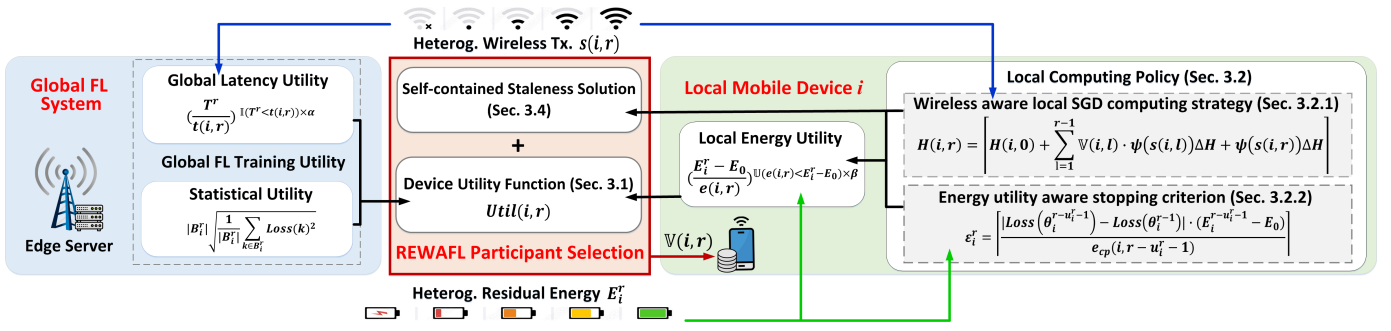 Heterog. Wireless Tx. s(i,r)
Global FL
System
Global Latency Utility
(T^r / t(i,r))^{𝕀(T^r<t(i,r))×α}
Global FL Training Utility
Statistical Utility
|B_i^r| √(1/|B_i^r| ∑_{k∈B_i^r} Loss(k)^2)
Edge Server
Self-contained Staleness Solution
(Sec. 3.4)
+
Device Utility Function (Sec. 3.1)
Util(i,r)
REWAFL Participant Selection
Local Mobile Device i
Local Energy Utility
((E_i^r − E_0) / e(i,r))^{𝕌(e(i,r)<E_i^r−E_0)×β}
𝕍(i,r)
Local Computing Policy (Sec. 3.2)
Wireless aware local SGD computing strategy (Sec. 3.2.1)
H(i,r) = ⌈H(i,0) + ∑_{l=1}^{r−1} 𝕍(i,l) · ψ(s(i,l))ΔH + ψ(s(i,r))ΔH⌉
Energy utility aware stopping criterion (Sec. 3.2.2)
ε_i^r = ⌈|Loss(θ_i^{r−u_i^r−1}) − Loss(θ_i^{r−1})| · (E_i^{r−u_i^r−1} − E_0) / e_{cp}(i, r − u_i^r − 1)⌉
Heterog. Residual Energy E_i^r